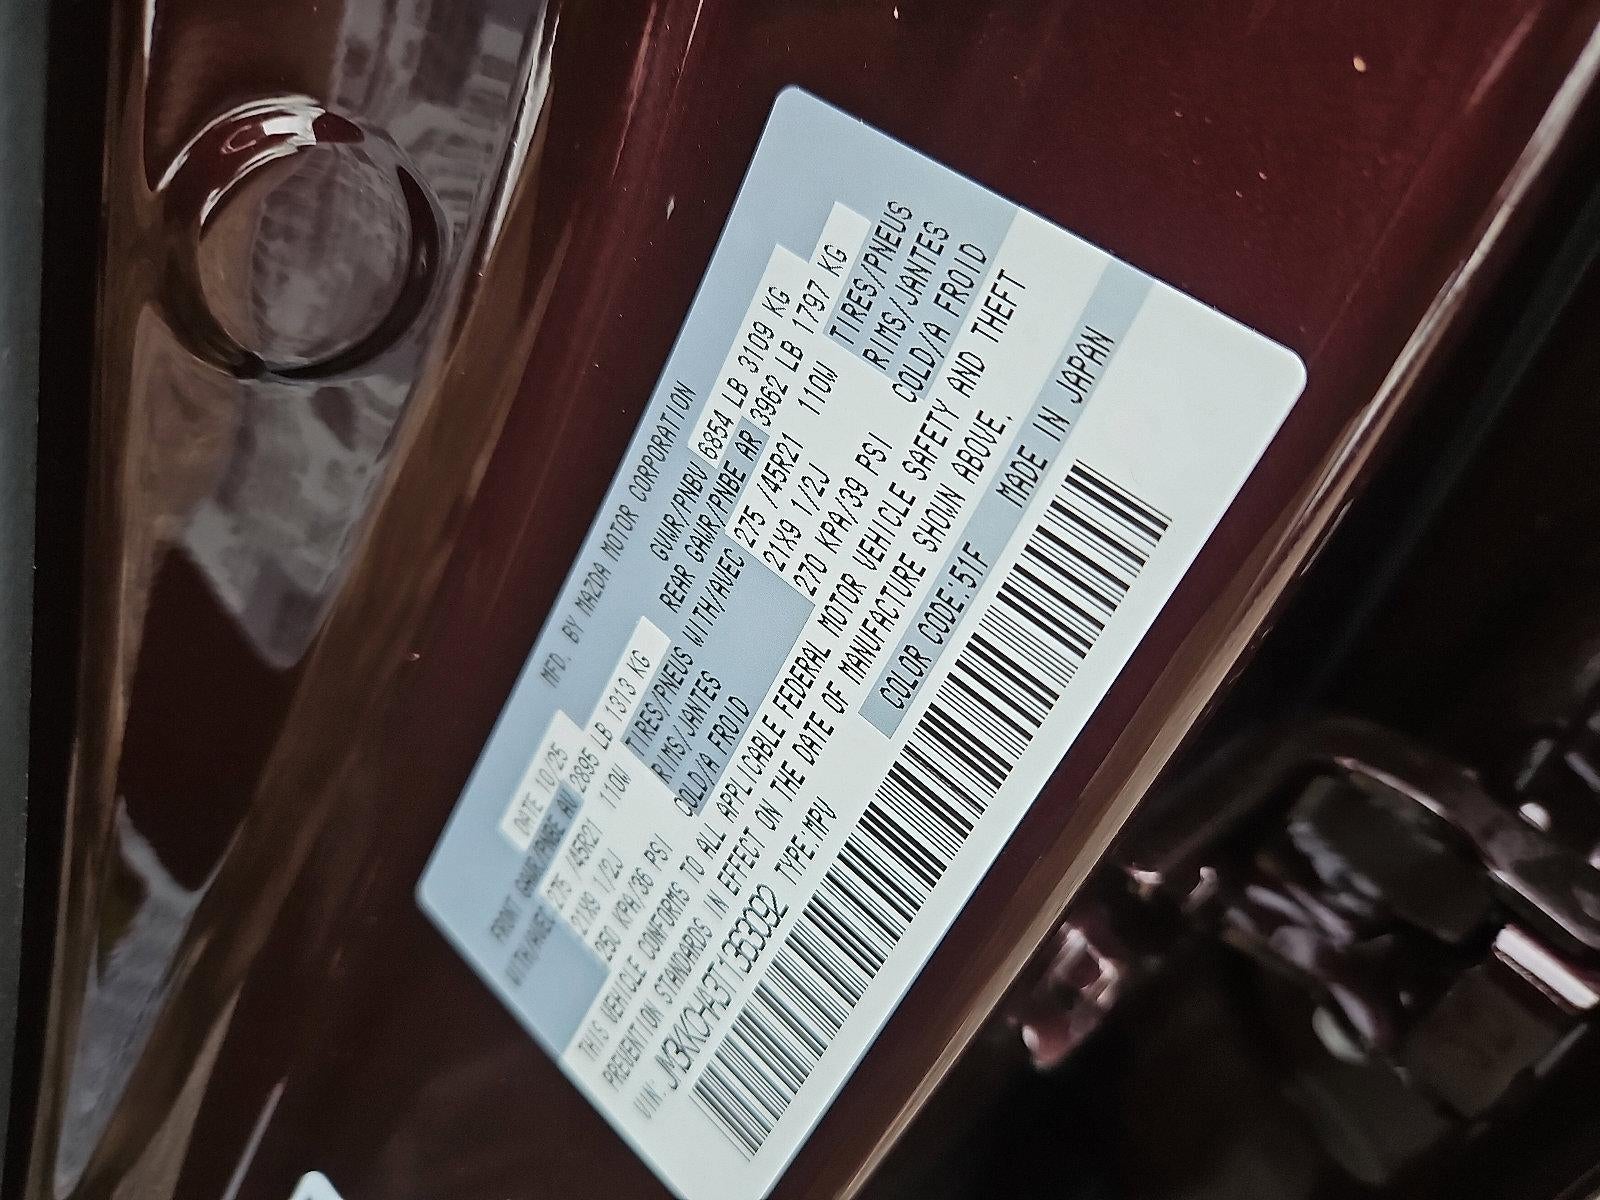 MFD. BY MAZDA MOTOR CORPORATION
DATE 10/25 GVWR/PNBV 6854 LB 3109 KG
FRONT GAWR/PNBE AV 2895 LB 1313 KG REAR GAWR/PNBE AR 3962 LB 1797 KG
WITH/AVEC 275 /45R21 110W TIRES/PNEUS WITH/AVEC 275 /45R21 110W TIRES/PNEUS
21X9 1/2J RIMS/JANTES 21X9 1/2J RIMS/JANTES
250 KPA/36 PSI COLD/A FROID 270 KPA/39 PSI COLD/A FROID
THIS VEHICLE CONFORMS TO ALL APPLICABLE FEDERAL MOTOR VEHICLE SAFETY AND THEFT
PREVENTION STANDARDS IN EFFECT ON THE DATE OF MANUFACTURE SHOWN ABOVE.
VIN: JM3KKCHA3T1363092 TYPE:MPV COLOR CODE:51F MADE IN JAPAN